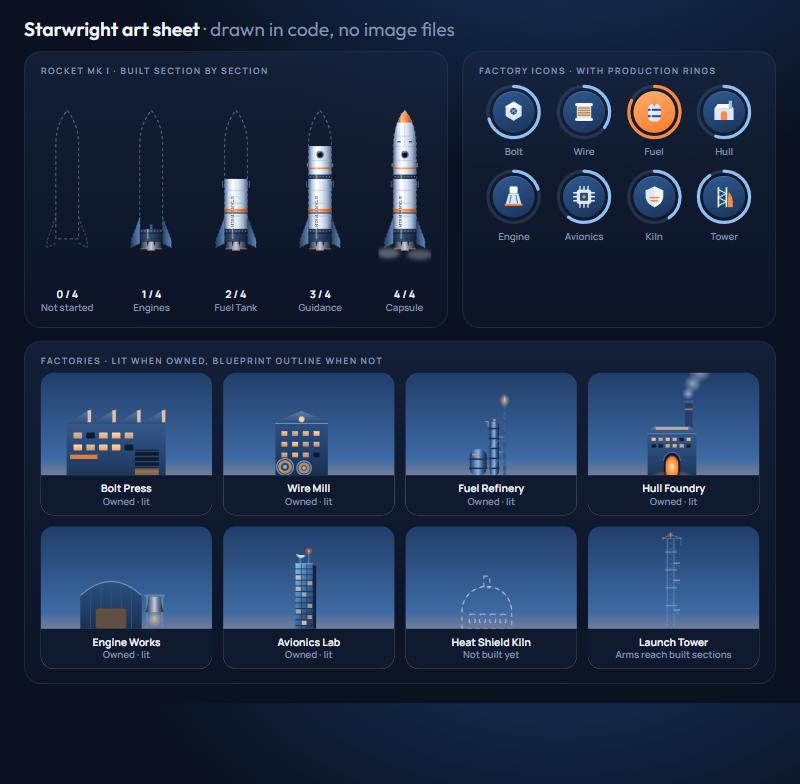 Starwright art sheet · drawn in code, no image files
ROCKET MK I · BUILT SECTION BY SECTION
0 / 4
Not started
1 / 4
Engines
2 / 4
Fuel Tank
3 / 4
Guidance
4 / 4
Capsule
FACTORY ICONS · WITH PRODUCTION RINGS
Bolt
Wire
Fuel
Hull
Engine
Avionics
Kiln
Tower
FACTORIES · LIT WHEN OWNED, BLUEPRINT OUTLINE WHEN NOT
Bolt Press
Owned · lit
Wire Mill
Owned · lit
Fuel Refinery
Owned · lit
Hull Foundry
Owned · lit
Engine Works
Owned · lit
Avionics Lab
Owned · lit
Heat Shield Kiln
Not built yet
Launch Tower
Arms reach built sections